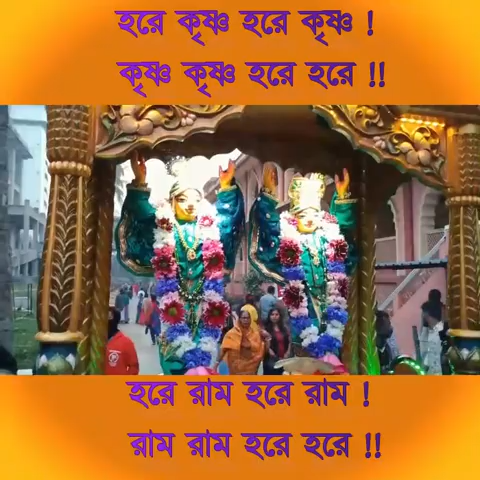 হরে কৃষ্ণ হরে কৃষ্ণ !
কৃষ্ণ কৃষ্ণ হরে হরে !!
হরে রাম হরে রাম !
রাম রাম হরে হরে !!